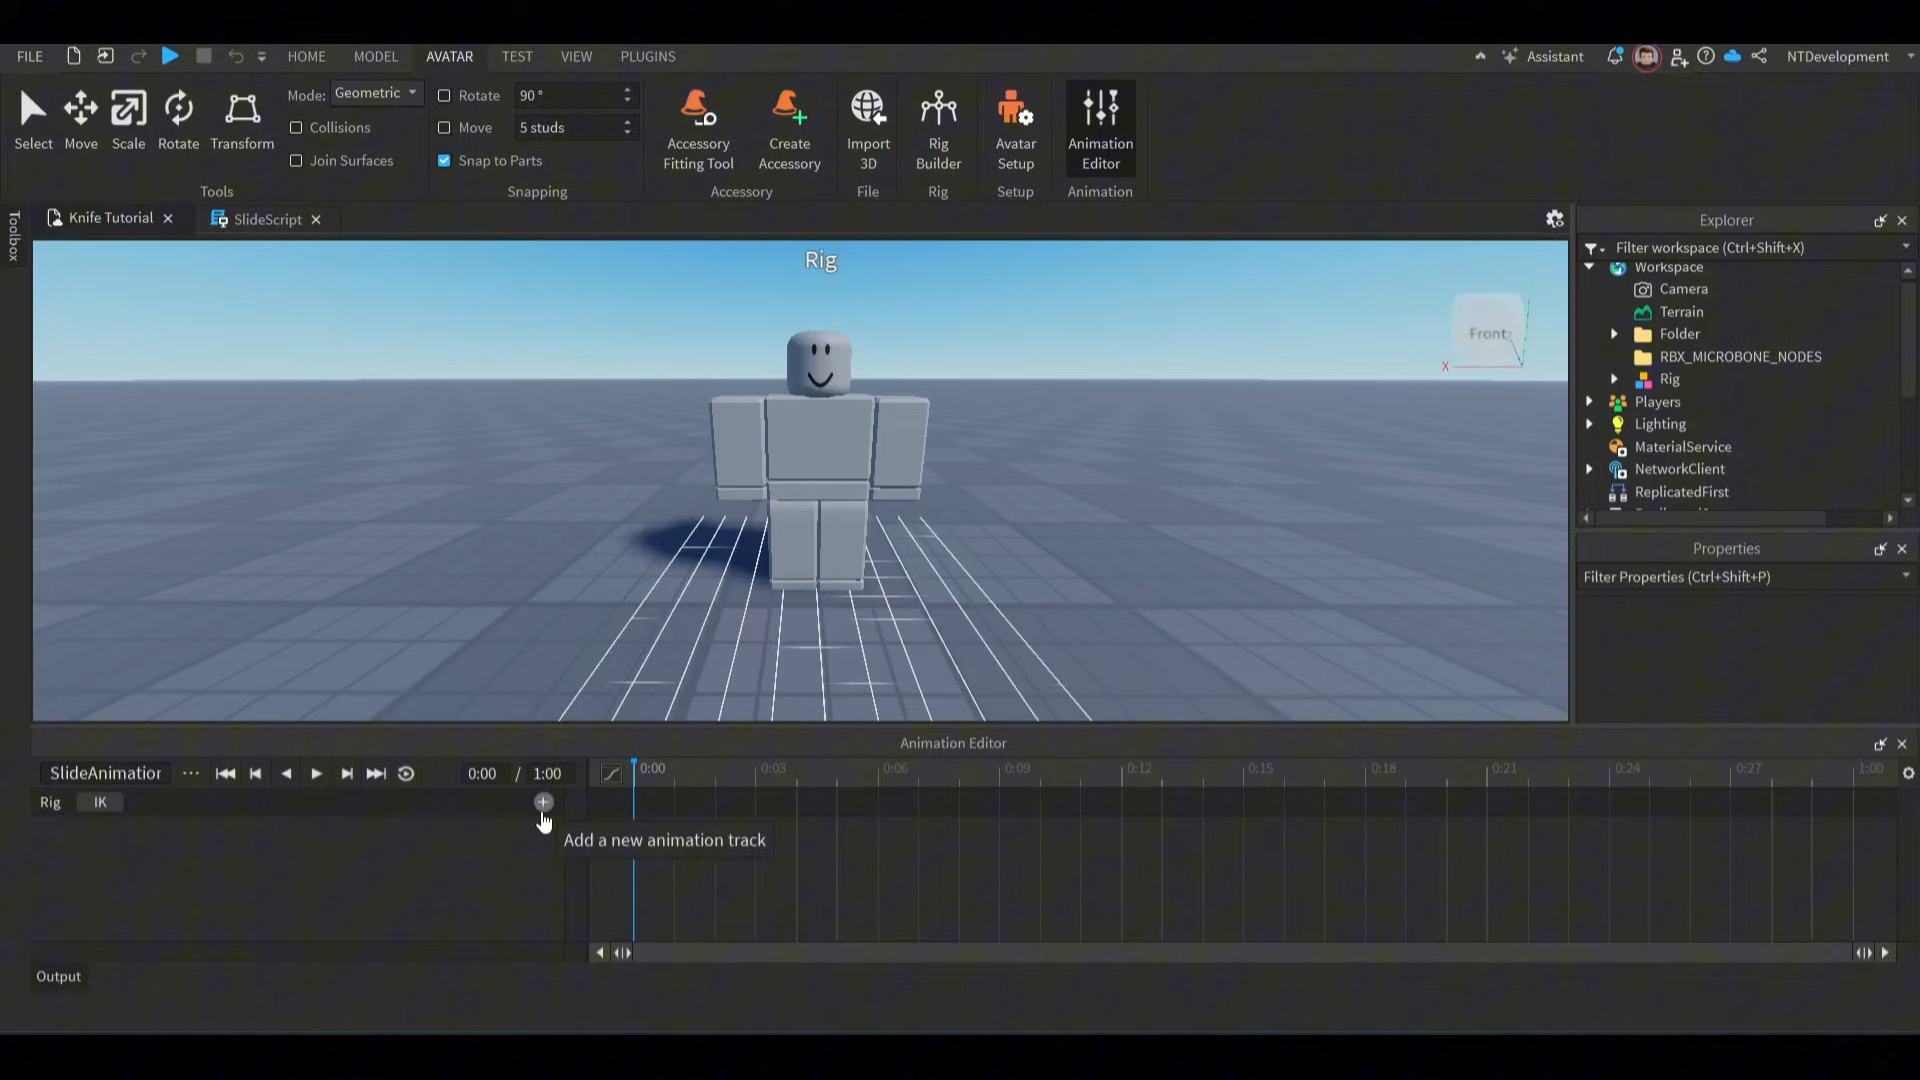 FILE HOME MODEL AVATAR TEST VIEW PLUGINS Assistant NTDevelopment
Mode: Geometric
Rotate 90 °
Collisions
Move 5 studs
Join Surfaces
Snap to Parts
Select Move Scale Rotate Transform
Accessory Fitting Tool
Create Accessory
Import 3D
Rig Builder
Avatar Setup
Animation Editor
Tools Snapping Accessory File Rig Setup Animation
Toolbox
Knife Tutorial
SlideScript
Rig
Front
X
Explorer
Filter workspace (Ctrl+Shift+X)
Workspace
Camera
Terrain
Folder
RBX_MICROBONE_NODES
Rig
Players
Lighting
MaterialService
NetworkClient
ReplicatedFirst
Properties
Filter Properties (Ctrl+Shift+P)
Animation Editor
SlideAnimation
0:00 / 1:00
0:00 0:03 0:06 0:09 0:12 0:15 0:18 0:21 0:24 0:27 1:00
Rig IK
Add a new animation track
Output